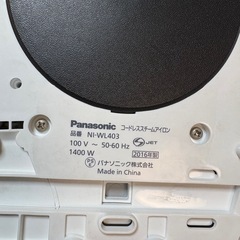 Panasonic コードレススチームアイロン
品番 NI-WL403
100 V ～ 50-60 Hz
1400 W
JET
2016年製
パナソニック株式会社
Made in China